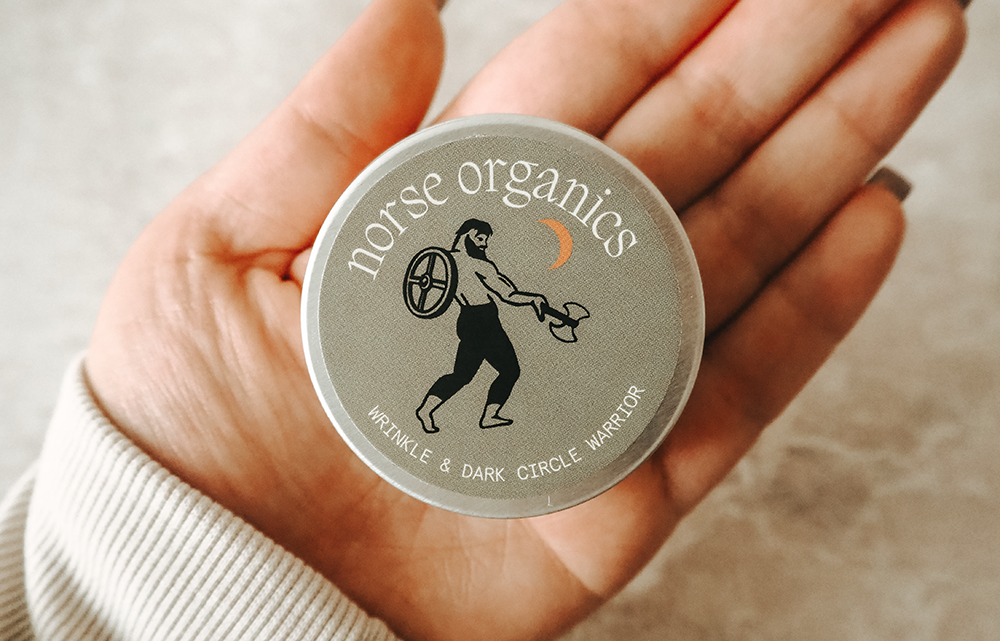 norse organics
WRINKLE & DARK CIRCLE WARRIOR